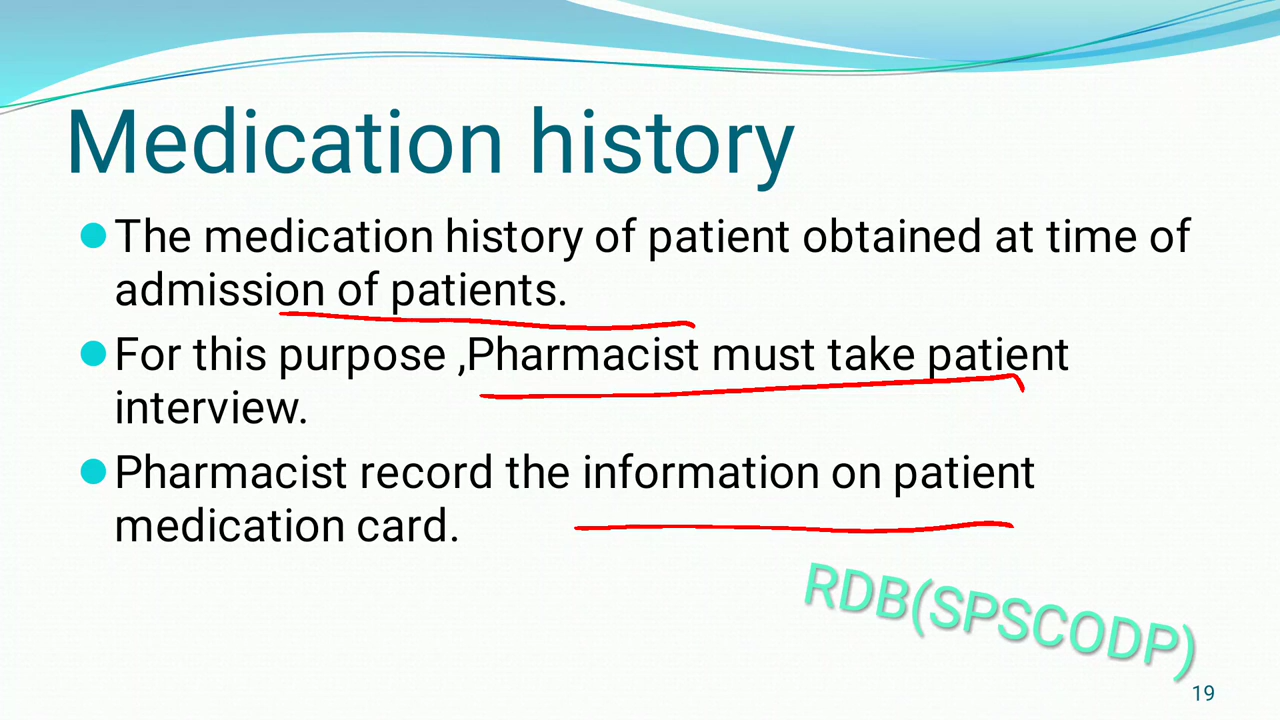 Medication history
The medication history of patient obtained at time of
admission of patients.
For this purpose ,Pharmacist must take patient
interview.
Pharmacist record the information on patient
medication card.
RDB(SPSCODP)
19